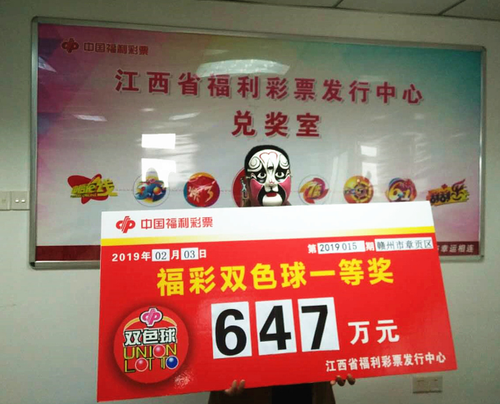 中国福利彩票
江西省福利彩票发行中心
兑奖室
中国福利彩票
2019年02月03日
第2019015期 赣州市章贡区
福彩双色球一等奖
双色球
UNION
LOTTO
647万元
江西省福利彩票发行中心